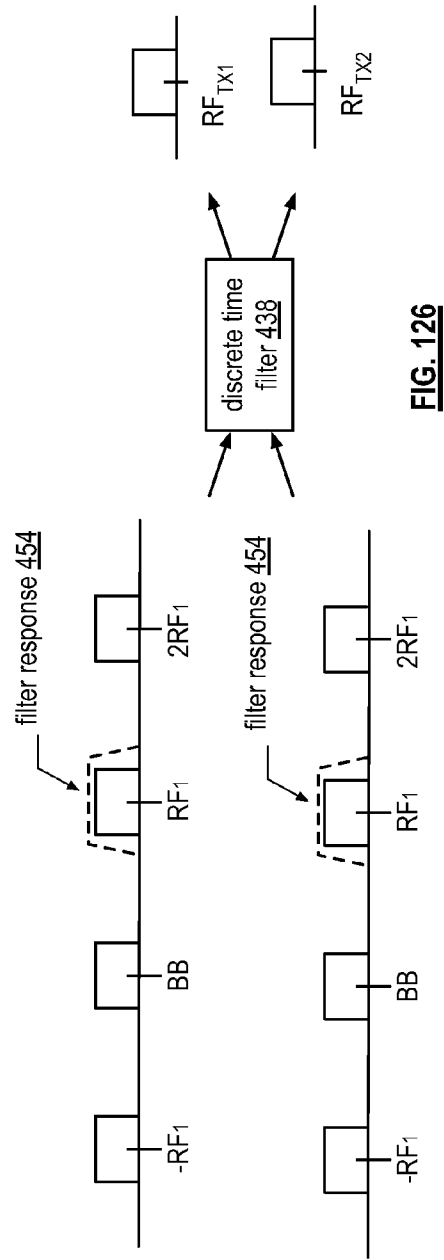 filter response 454
-RF1 BB RF1 2RF1
filter response 454
-RF1 BB RF1 2RF1
discrete time
filter 438
RFTX1
RFTX2
FIG. 126